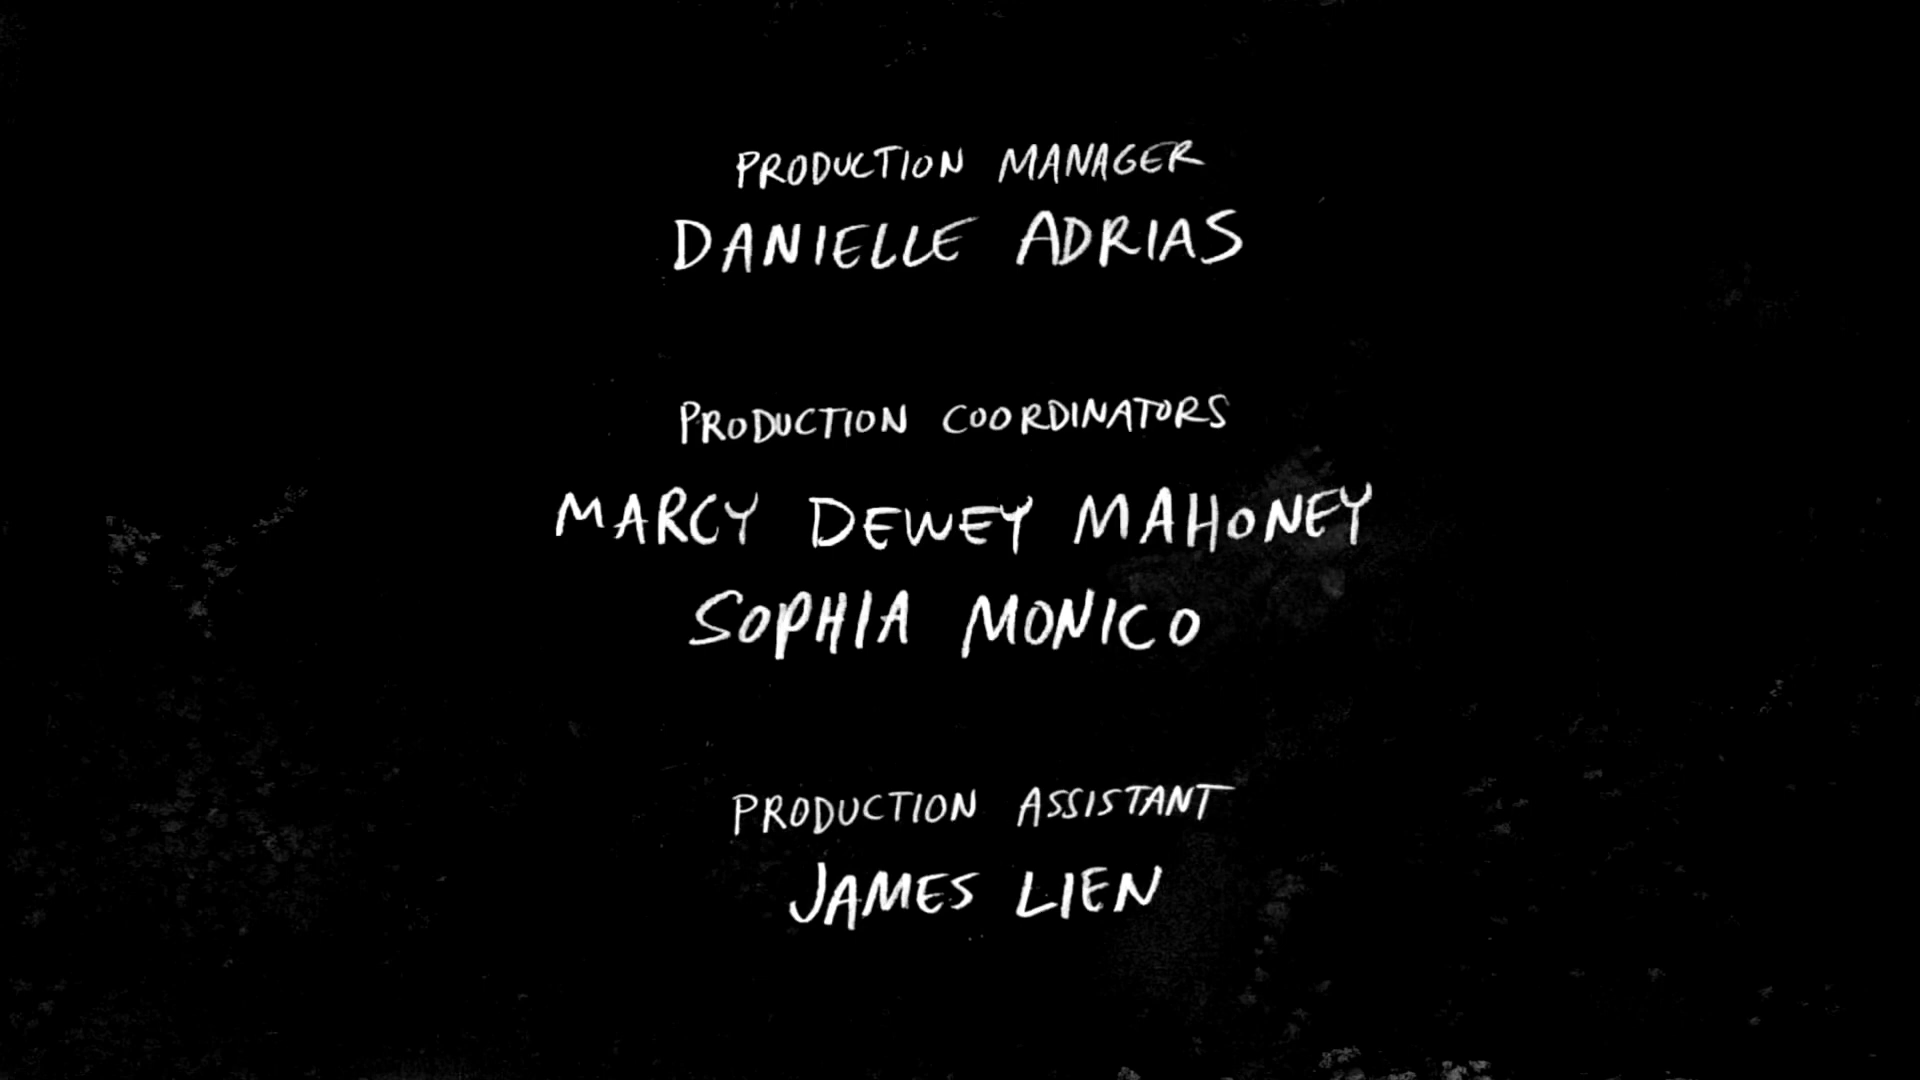 PRODUCTION MANAGER
DANIELLE ADRIAS
PRODUCTION COORDINATORS
MARCY DEWEY MAHONEY
SOPHIA MONICO
PRODUCTION ASSISTANT
JAMES LIEN